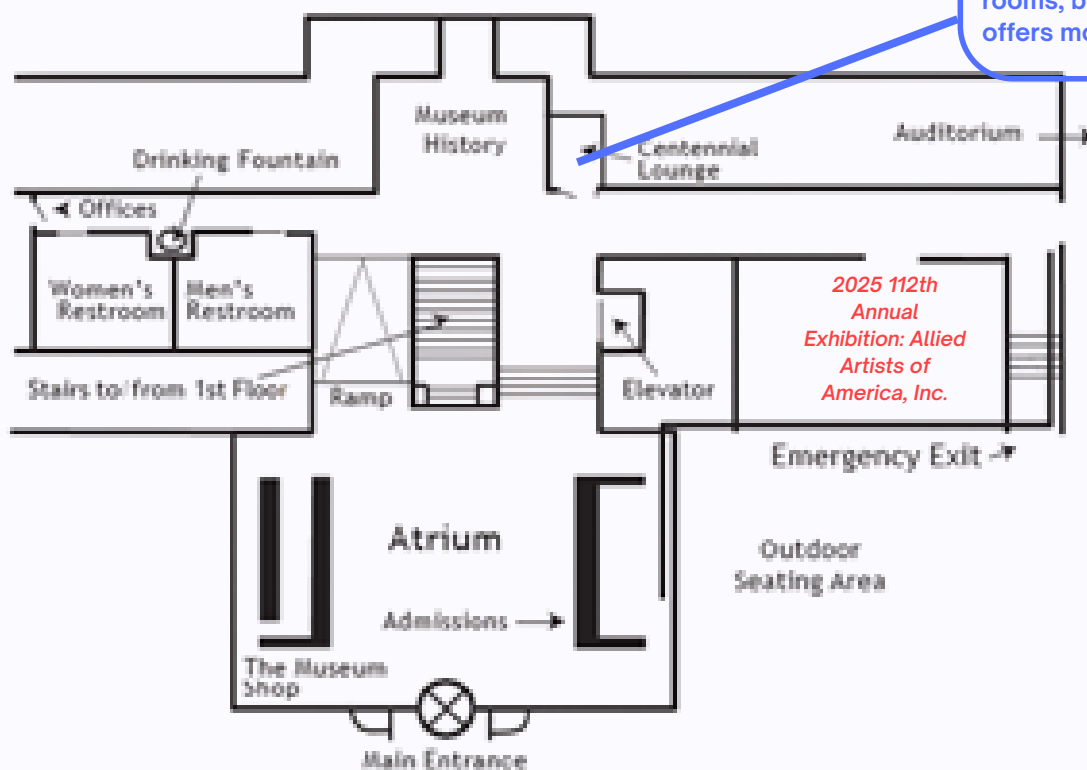 rooms, b
offers mo
Museum
History
Auditorium
Centennial
Lounge
Drinking Fountain
Offices
Women's
Restroom
Men's
Restroom
2025 112th
Annual
Exhibition: Allied
Artists of
America, Inc.
Stairs to/from 1st Floor
Ramp
Elevator
Emergency Exit
Atrium
Outdoor
Seating Area
Admissions
The Museum
Shop
Main Entrance